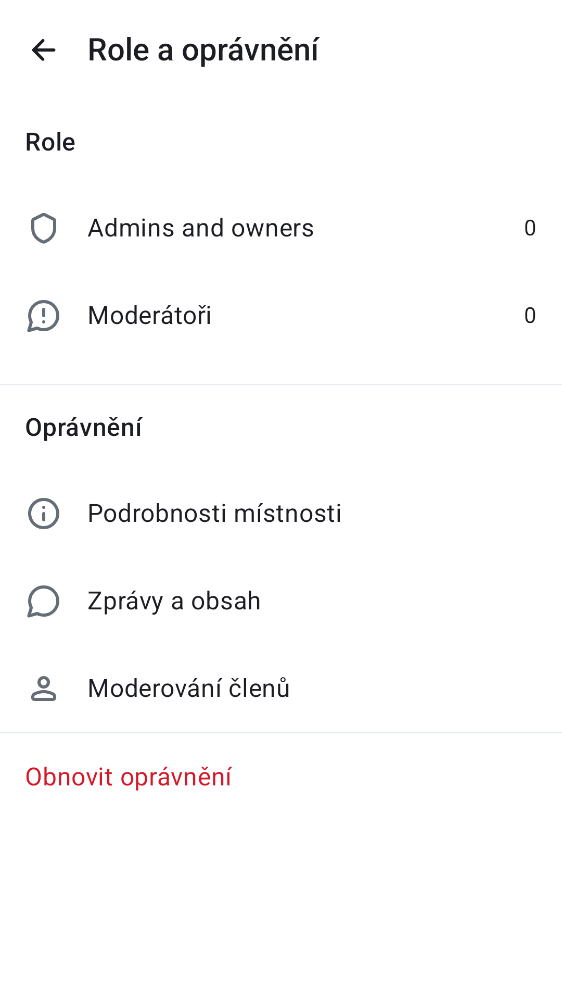 Role a oprávnění
Role
Admins and owners 0
Moderátoři 0
Oprávnění
Podrobnosti místnosti
Zprávy a obsah
Moderování členů
Obnovit oprávnění